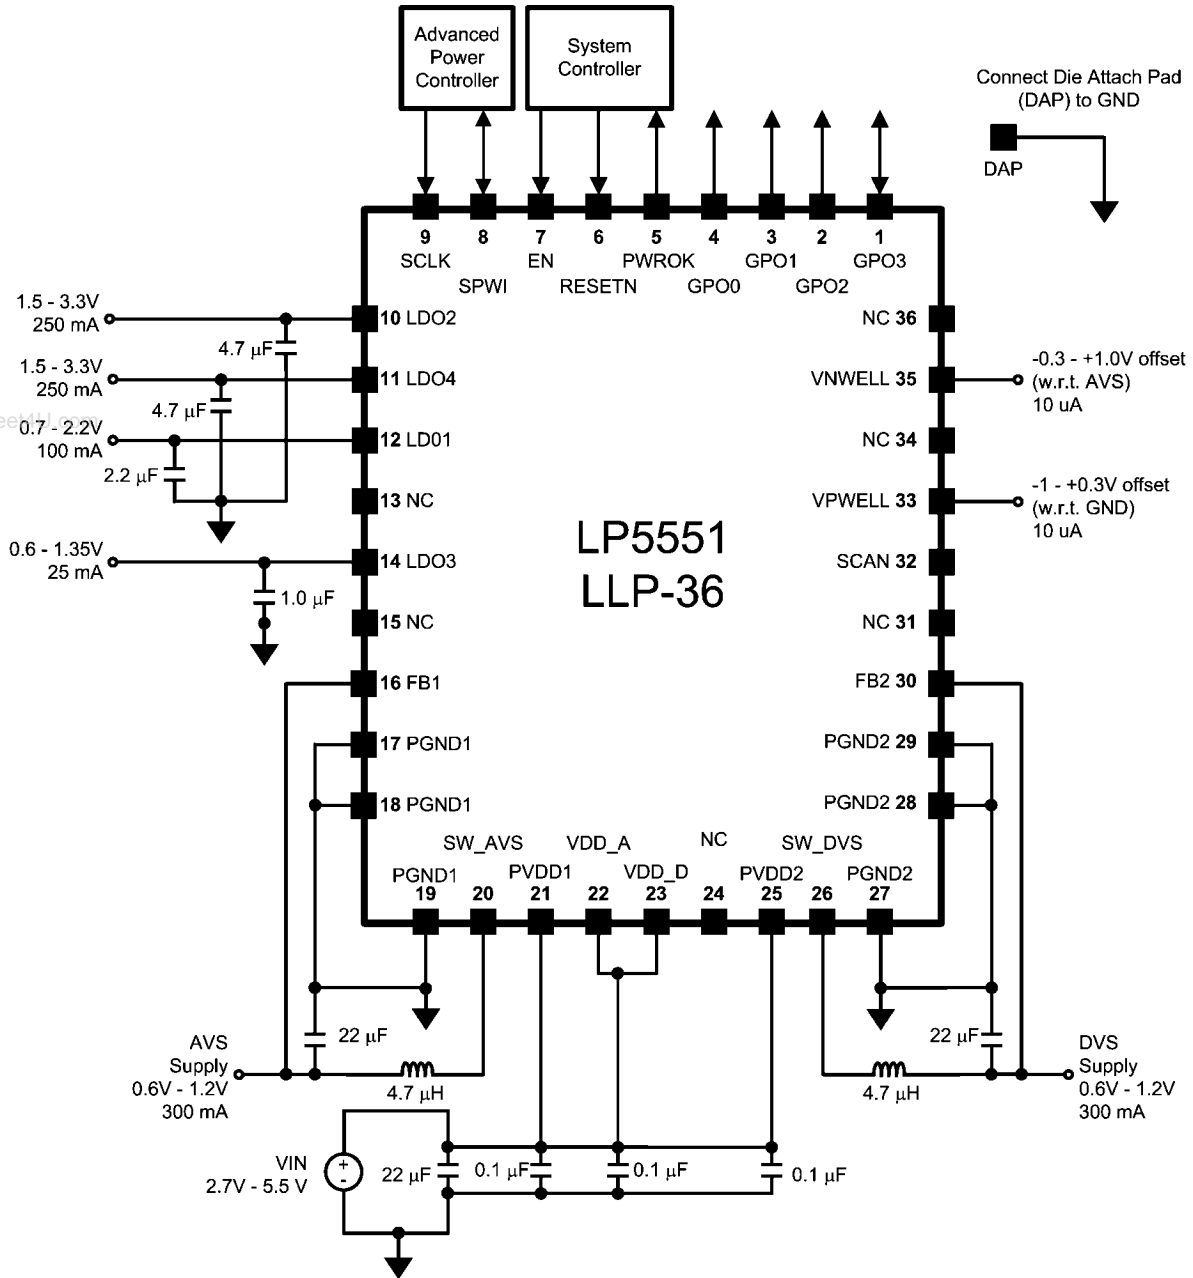 Advanced
Power
Controller
System
Controller
Connect Die Attach Pad
(DAP) to GND
DAP
9 8 7 6 5 4 3 2 1
SCLK EN PWROK GPO1 GPO3
SPWI RESETN GPO0 GPO2
1.5 - 3.3V
250 mA
10 LDO2
NC 36
4.7 µF
1.5 - 3.3V
250 mA
11 LDO4
VNWELL 35
-0.3 - +1.0V offset
(w.r.t. AVS)
10 uA
4.7 µF
eet4U.com
0.7 - 2.2V
100 mA
12 LD01
NC 34
2.2 µF
13 NC
VPWELL 33
-1 - +0.3V offset
(w.r.t. GND)
10 uA
LP5551
LLP-36
0.6 - 1.35V
25 mA
14 LDO3
SCAN 32
1.0 µF
15 NC
NC 31
16 FB1
FB2 30
17 PGND1
PGND2 29
18 PGND1
PGND2 28
SW_AVS VDD_A NC SW_DVS
PGND1 PVDD1 VDD_D PVDD2 PGND2
19 20 21 22 23 24 25 26 27
22 µF
22 µF
AVS
Supply
0.6V - 1.2V
300 mA
4.7 µH
4.7 µH
DVS
Supply
0.6V - 1.2V
300 mA
VIN
2.7V - 5.5 V
+
-
22 µF
0.1 µF
0.1 µF
0.1 µF